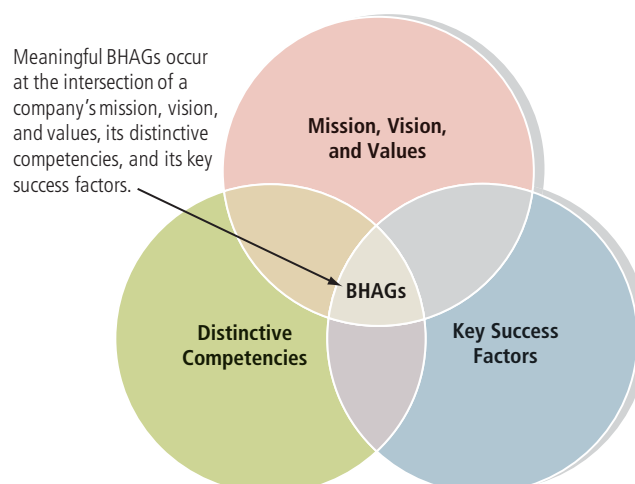 Meaningful BHAGs occur
at the intersection of a
company's mission, vision,
and values, its distinctive
competencies, and its key
success factors.
Mission, Vision,
and Values
BHAGs
Distinctive
Competencies
Key Success
Factors